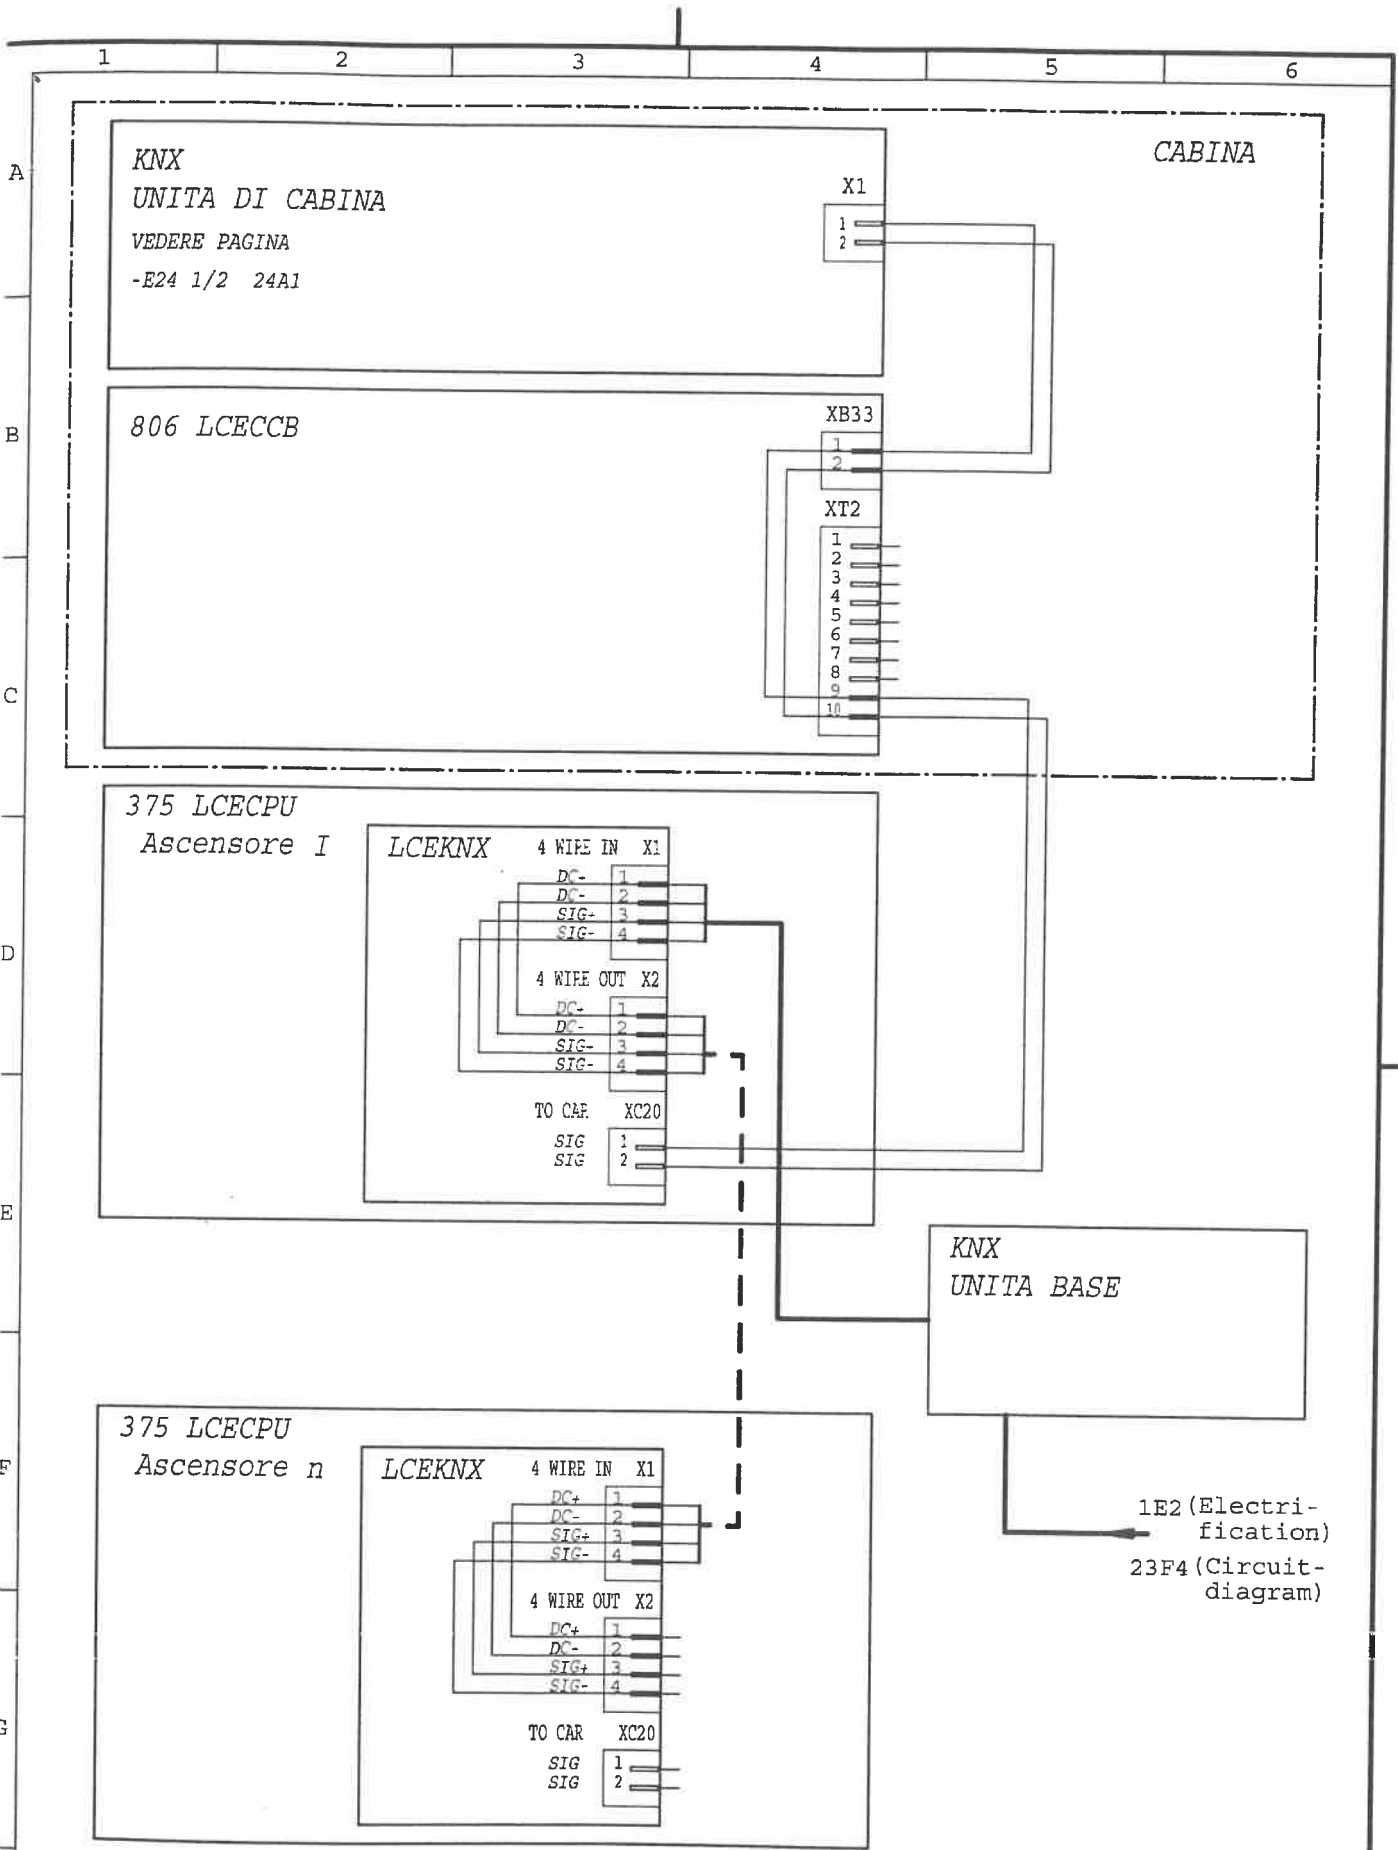 1 2 3 4 5 6
A
B
C
D
E
F
G
CABINA
KNX
UNITA DI CABINA
VEDERE PAGINA
-E24 1/2 24A1
X1
1
2
806 LCECCB
XB33
1
2
XT2
1
2
3
4
5
6
7
8
9
10
375 LCECPU
Ascensore I
LCEKNX
4 WIRE IN X1
DC+ 1
DC- 2
SIG+ 3
SIG- 4
4 WIRE OUT X2
DC+ 1
DC- 2
SIG+ 3
SIG- 4
TO CAR XC20
SIG 1
SIG 2
KNX
UNITA BASE
1E2(Electri-
fication)
23F4(Circuit-
diagram)
375 LCECPU
Ascensore n
LCEKNX
4 WIRE IN X1
DC+ 1
DC- 2
SIG+ 3
SIG- 4
4 WIRE OUT X2
DC+ 1
DC- 2
SIG+ 3
SIG- 4
TO CAR XC20
SIG 1
SIG 2